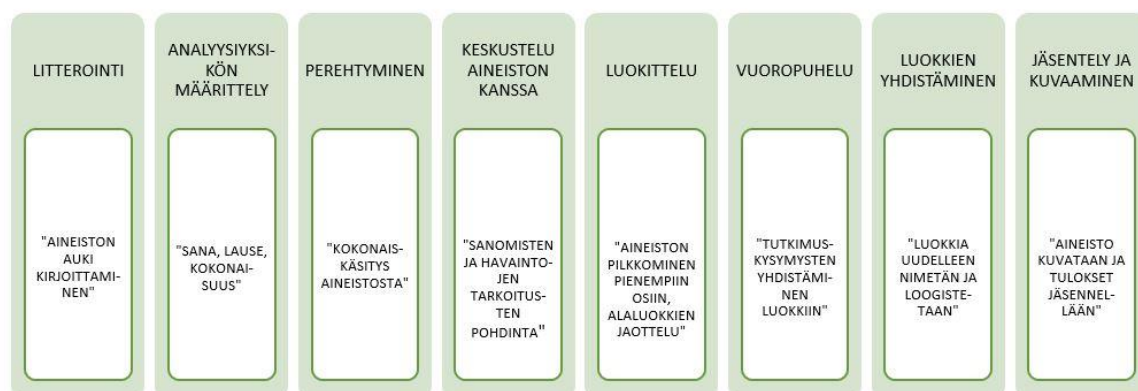 LITTEROINTI
"AINEISTON
AUKI
KIRJOITTAMI-
NEN"
ANALYYSIYKSI-
KÖN
MÄÄRITTELY
"SANA, LAUSE,
KOKONAI-
SUUS"
PEREHTYMINEN
"KOKONAIS-
KÄSITYS
AINEISTOSTA"
KESKUSTELU
AINEISTON
KANSSA
"SANOMISTEN
JA HAVAINTO-
JEN
TARKOITUS-
TEN
POHDINTA"
LUOKITTELU
"AINEISTON
PILKKOMINEN
PIENEMPIIN
OSIIN,
ALALUOKKIEN
JAOTTELU"
VUOROPUHELU
"TUTKIMUS-
KYSYMYSTEN
YHDISTÄMI-
NEN
LUOKKIIN"
LUOKKIEN
YHDISTÄMINEN
"LUOKKIA
UUDELLEEN
NIMETÄN JA
LOOGISTE-
TAAN"
JÄSENTELY JA
KUVAAMINEN
"AINEISTO
KUVATAAN JA
TULOKSET
JÄSENNEL-
LÄÄN"